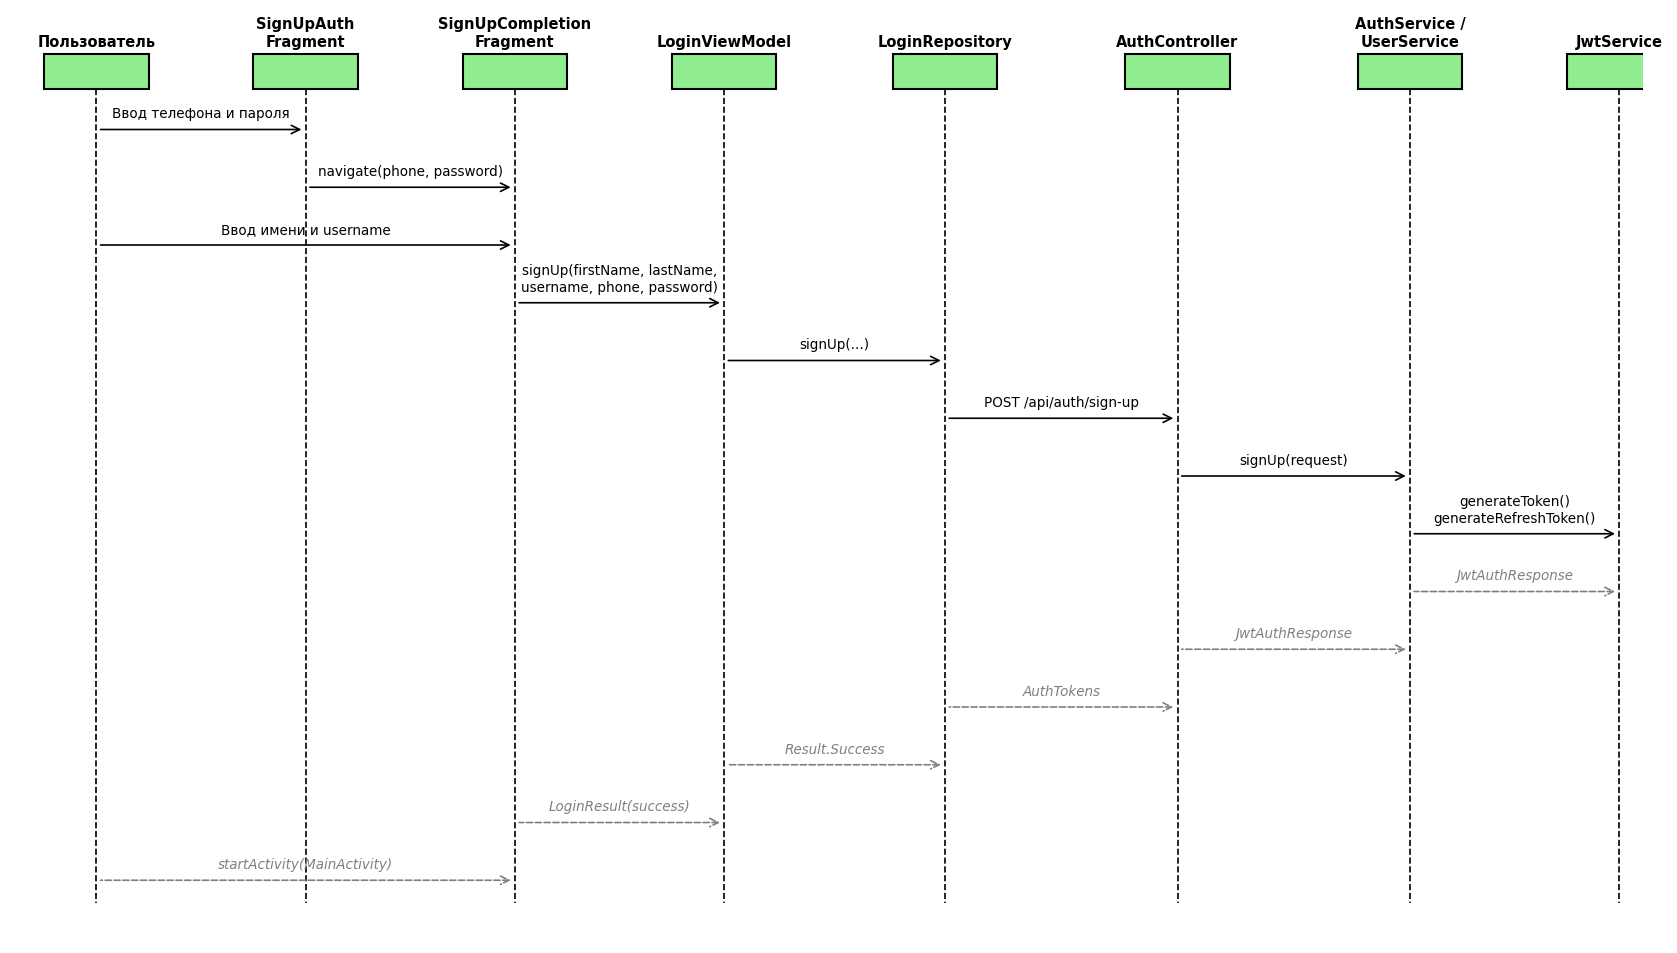 Пользователь
SignUpAuth
Fragment
SignUpCompletion
Fragment
LoginViewModel
LoginRepository
AuthController
AuthService /
UserService
JwtService
Ввод телефона и пароля
navigate(phone, password)
Ввод имени и username
signUp(firstName, lastName,
username, phone, password)
signUp(...)
POST /api/auth/sign-up
signUp(request)
generateToken()
generateRefreshToken()
JwtAuthResponse
JwtAuthResponse
AuthTokens
Result.Success
LoginResult(success)
startActivity(MainActivity)